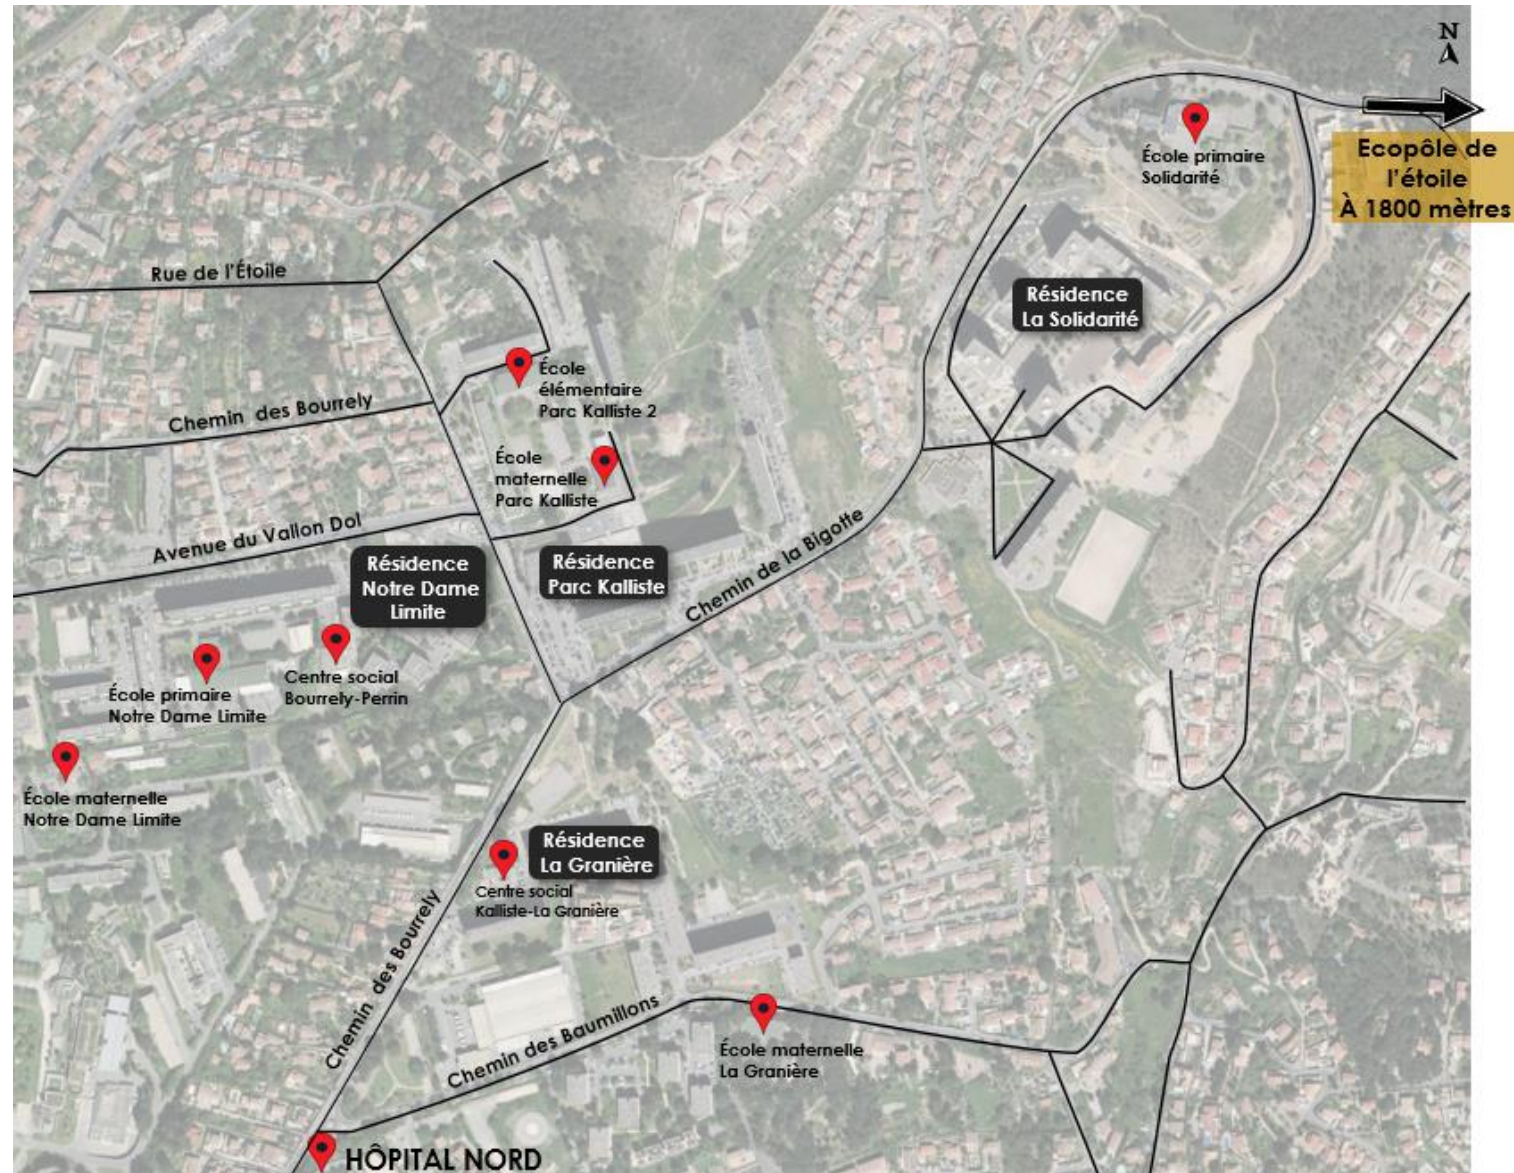 N
École primaire
Solidarité
Ecopôle de
l'étoile
À 1800 mètres
Rue de l'Étoile
Résidence
La Solidarité
École
élémentaire
Parc Kalliste 2
Chemin des Bourrely
École
maternelle
Parc Kalliste
Avenue du Vallon Dol
Résidence
Notre Dame
Limite
Résidence
Parc Kalliste
Chemin de la Bigotte
Centre social
Bourrely-Perrin
École primaire
Notre Dame Limite
École maternelle
Notre Dame Limite
Résidence
La Granière
Centre social
Kalliste-La Granière
Chemin des Bourrely
Chemin des Baumillons
École maternelle
La Granière
HÔPITAL NORD